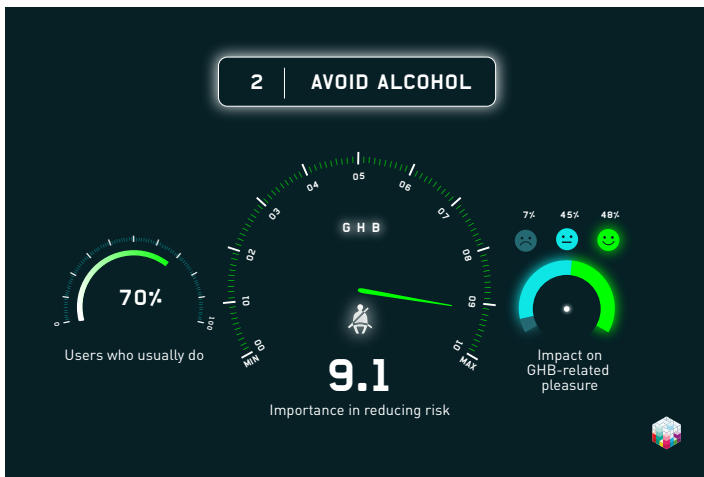 2 AVOID ALCOHOL
GHB
MIN
00
01
02
03
04
05
06
07
08
09
10
MAX
9.1
Importance in reducing risk
0
70%
100
Users who usually do
7% 45% 48%
Impact on
GHB-related
pleasure